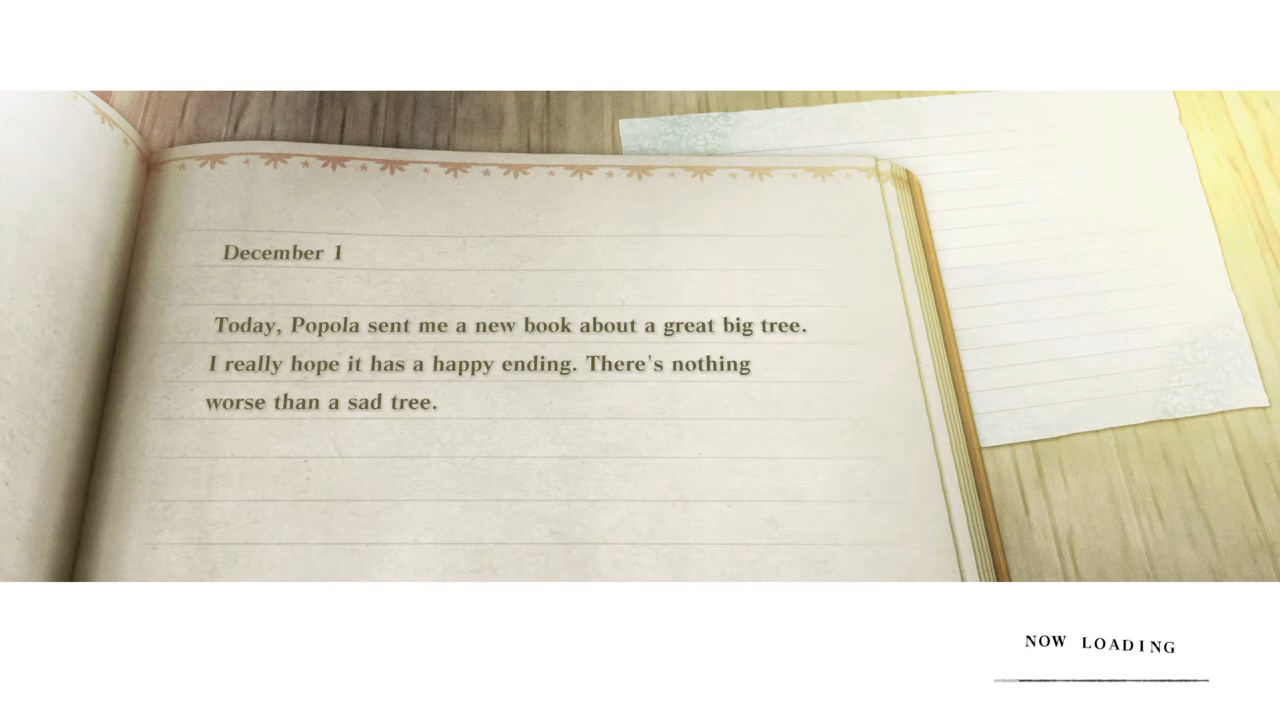 December 1
Today, Popola sent me a new book about a great big tree.
I really hope it has a happy ending. There's nothing
worse than a sad tree.
NOW LOADING